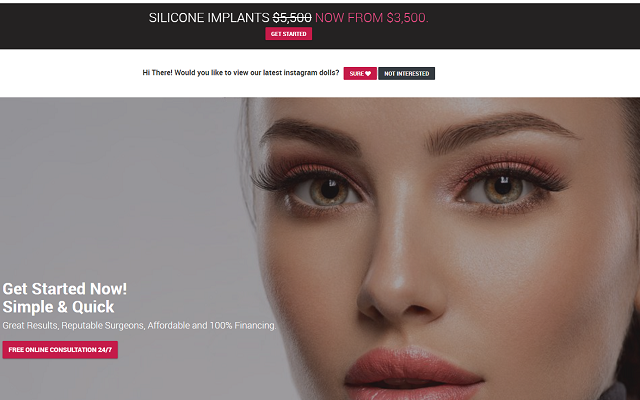 SILICONE IMPLANTS $5,500 NOW FROM $3,500.
GET STARTED
Hi There! Would you like to view our latest instagram dolls? SURE ❤ NOT INTERESTED
Get Started Now!
Simple & Quick
Great Results, Reputable Surgeons, Affordable and 100% Financing.
FREE ONLINE CONSULTATION 24/7